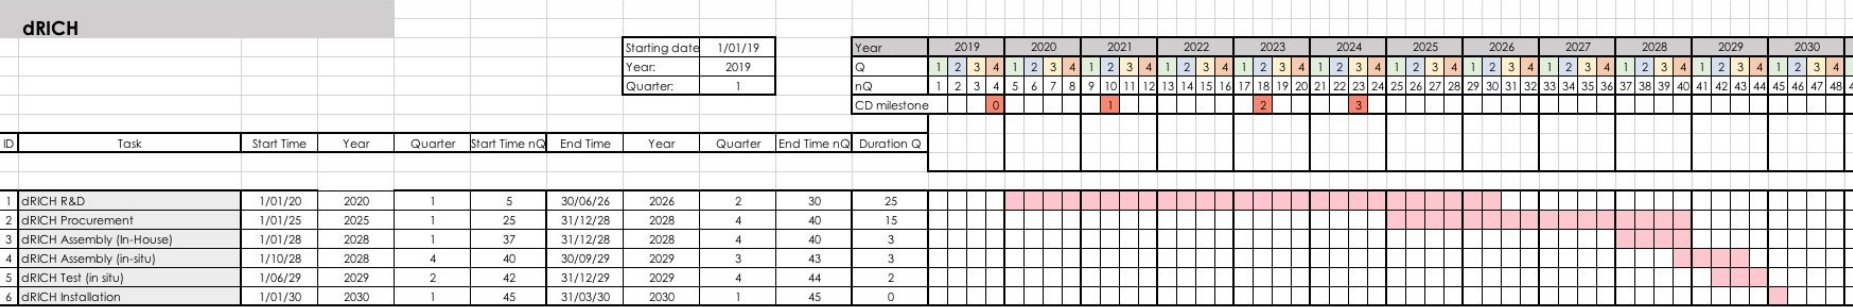 dRICH
Starting date 1/01/19 Year 2019 2020 2021 2022 2023 2024 2025 2026 2027 2028 2029 2030
Year: 2019 Q 1 2 3 4 1 2 3 4 1 2 3 4 1 2 3 4 1 2 3 4 1 2 3 4 1 2 3 4 1 2 3 4 1 2 3 4 1 2 3 4 1 2 3 4 1 2 3 4
Quarter: 1 nQ 1 2 3 4 5 6 7 8 9 10 11 12 13 14 15 16 17 18 19 20 21 22 23 24 25 26 27 28 29 30 31 32 33 34 35 36 37 38 39 40 41 42 43 44 45 46 47 48
CD milestone 0 1 2 3
ID Task Start Time Year Quarter Start Time nQ End Time Year Quarter End Time nQ Duration Q
1 dRICH R&D 1/01/20 2020 1 5 30/06/26 2026 2 30 25
2 dRICH Procurement 1/01/25 2025 1 25 31/12/28 2028 4 40 15
3 dRICH Assembly (In-House) 1/01/28 2028 1 37 31/12/28 2028 4 40 3
4 dRICH Assembly (in-situ) 1/10/28 2028 4 40 30/09/29 2029 3 43 3
5 dRICH Test (in situ) 1/06/29 2029 2 42 31/12/29 2029 4 44 2
6 dRICH Installation 1/01/30 2030 1 45 31/03/30 2030 1 45 0